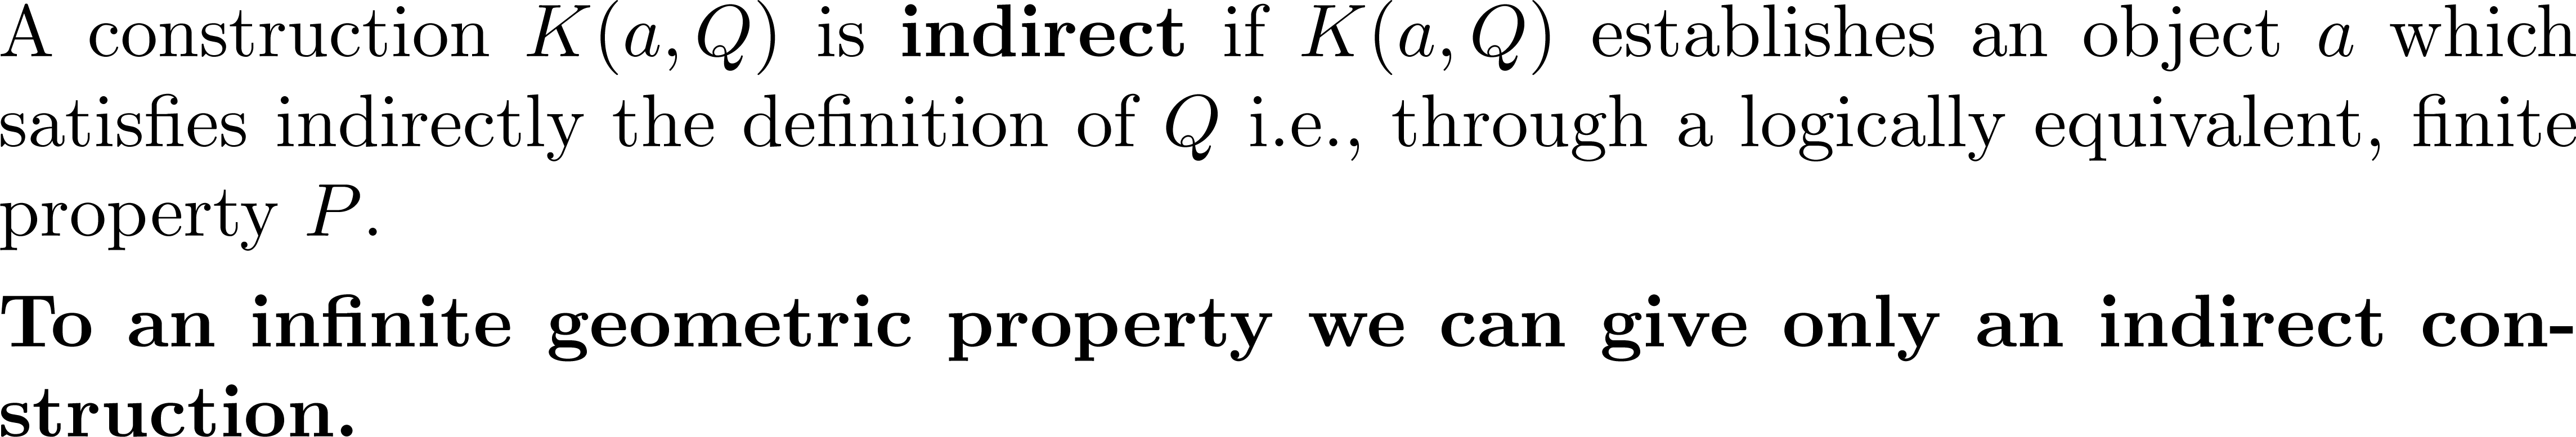 A construction K(a, Q) is indirect if K(a, Q) establishes an object a which
satisfies indirectly the definition of Q i.e., through a logically equivalent, finite
property P.
To an infinite geometric property we can give only an indirect con-
struction.